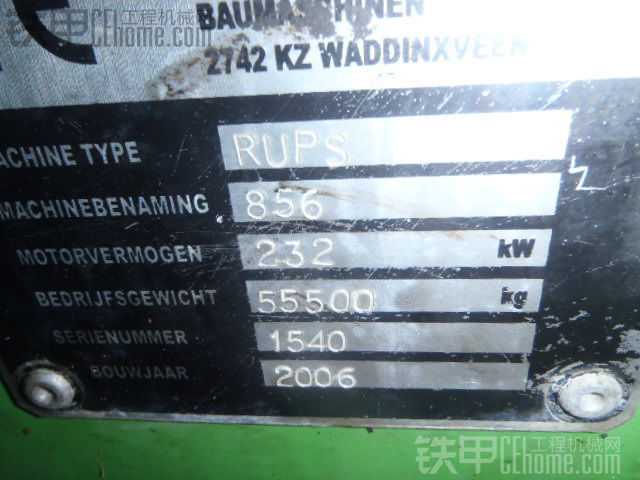 铁甲 工程机械
CEhome.com
CE
BAUMASCHINEN
2742 KZ WADDINXVEEN
MACHINE TYPE RUPS
MACHINEBENAMING 856
MOTORVERMOGEN 232 kW
BEDRIJFSGEWICHT 55500 kg
SERIENUMMER 1540
BOUWJAAR 2006
铁甲 工程机械网
CEhome.com